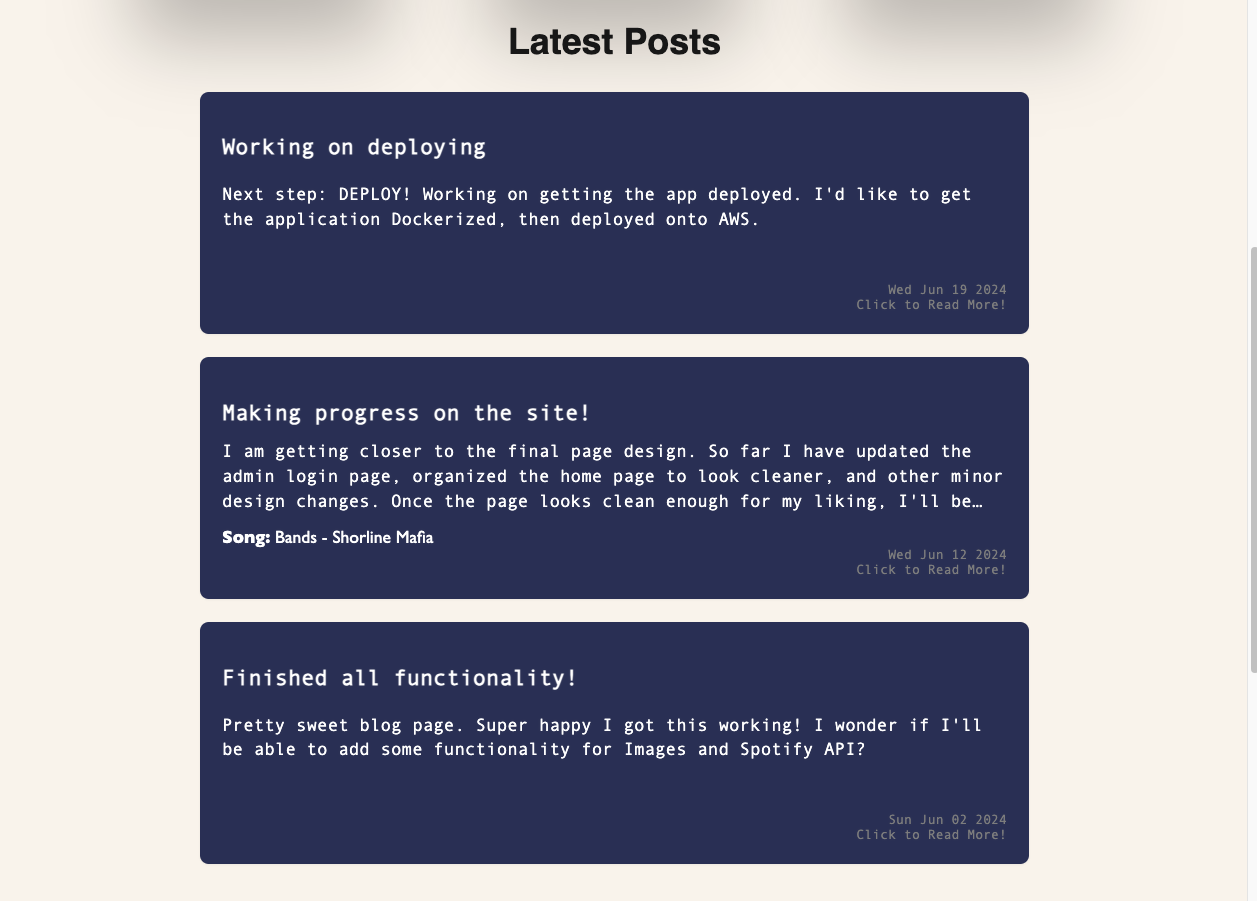 Latest Posts
Working on deploying
Next step: DEPLOY! Working on getting the app deployed. I'd like to get
the application Dockerized, then deployed onto AWS.
Wed Jun 19 2024
Click to Read More!
Making progress on the site!
I am getting closer to the final page design. So far I have updated the
admin login page, organized the home page to look cleaner, and other minor
design changes. Once the page looks clean enough for my liking, I'll be…
Song: Bands - Shorline Mafia
Wed Jun 12 2024
Click to Read More!
Finished all functionality!
Pretty sweet blog page. Super happy I got this working! I wonder if I'll
be able to add some functionality for Images and Spotify API?
Sun Jun 02 2024
Click to Read More!